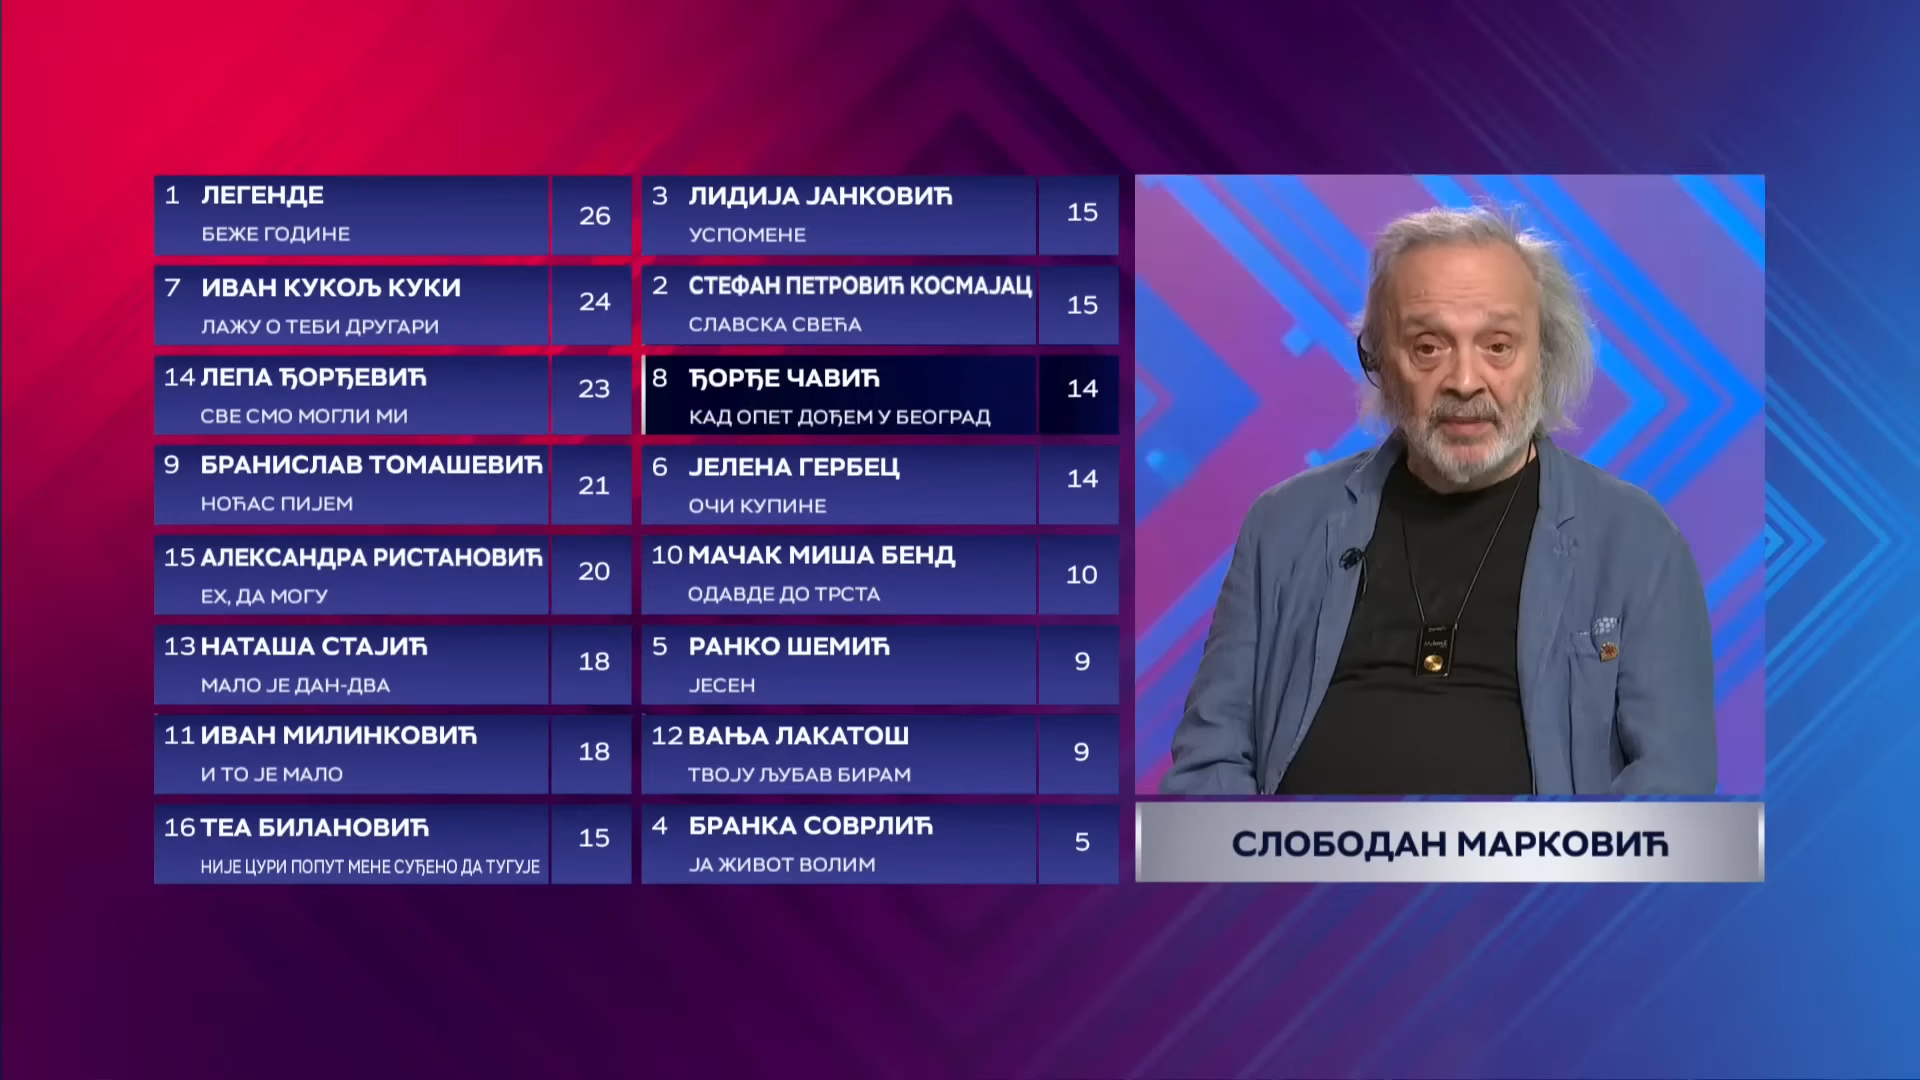 1 ЛЕГЕНДЕ
БЕЖЕ ГОДИНЕ
26
7 ИВАН КУКОЉ КУКИ
ЛАЖУ О ТЕБИ ДРУГАРИ
24
14 ЛЕПА ЂОРЂЕВИЋ
СВЕ СМО МОГЛИ МИ
23
9 БРАНИСЛАВ ТОМАШЕВИЋ
НОЋАС ПИЈЕМ
21
15 АЛЕКСАНДРА РИСТАНОВИЋ
ЕХ, ДА МОГУ
20
13 НАТАША СТАЈИЋ
МАЛО ЈЕ ДАН-ДВА
18
11 ИВАН МИЛИНКОВИЋ
И ТО ЈЕ МАЛО
18
16 ТЕА БИЛАНОВИЋ
НИЈЕ ЦУРИ ПОПУТ МЕНЕ СУЂЕНО ДА ТУГУЈЕ
15
3 ЛИДИЈА ЈАНКОВИЋ
УСПОМЕНЕ
15
2 СТЕФАН ПЕТРОВИЋ КОСМАЈАЦ
СЛАВСКА СВЕЋА
15
8 ЂОРЂЕ ЧАВИЋ
КАД ОПЕТ ДОЂЕМ У БЕОГРАД
14
6 ЈЕЛЕНА ГЕРБЕЦ
ОЧИ КУПИНЕ
14
10 МАЧАК МИША БЕНД
ОДАВДЕ ДО ТРСТА
10
5 РАНКО ШЕМИЋ
ЈЕСЕН
9
12 ВАЊА ЛАКАТОШ
ТВОЈУ ЉУБАВ БИРАМ
9
4 БРАНКА СОВРЛИЋ
ЈА ЖИВОТ ВОЛИМ
5
СЛОБОДАН МАРКОВИЋ